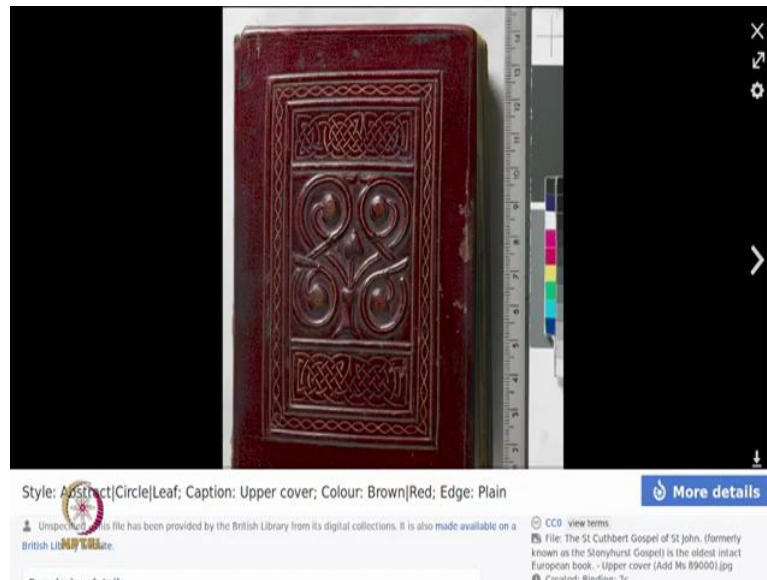 Style: Abstract|Circle|Leaf; Caption: Upper cover; Colour: Brown|Red; Edge: Plain
More details
file has been provided by the British Library from its digital collections. It is also made available on a
British
CC0 view terms
File: The St Cuthbert Gospel of St John. (formerly
known as the Stonyhurst Gospel) is the oldest intact
European book. - Upper cover (Add Ms 89000).jpg
NPTEL